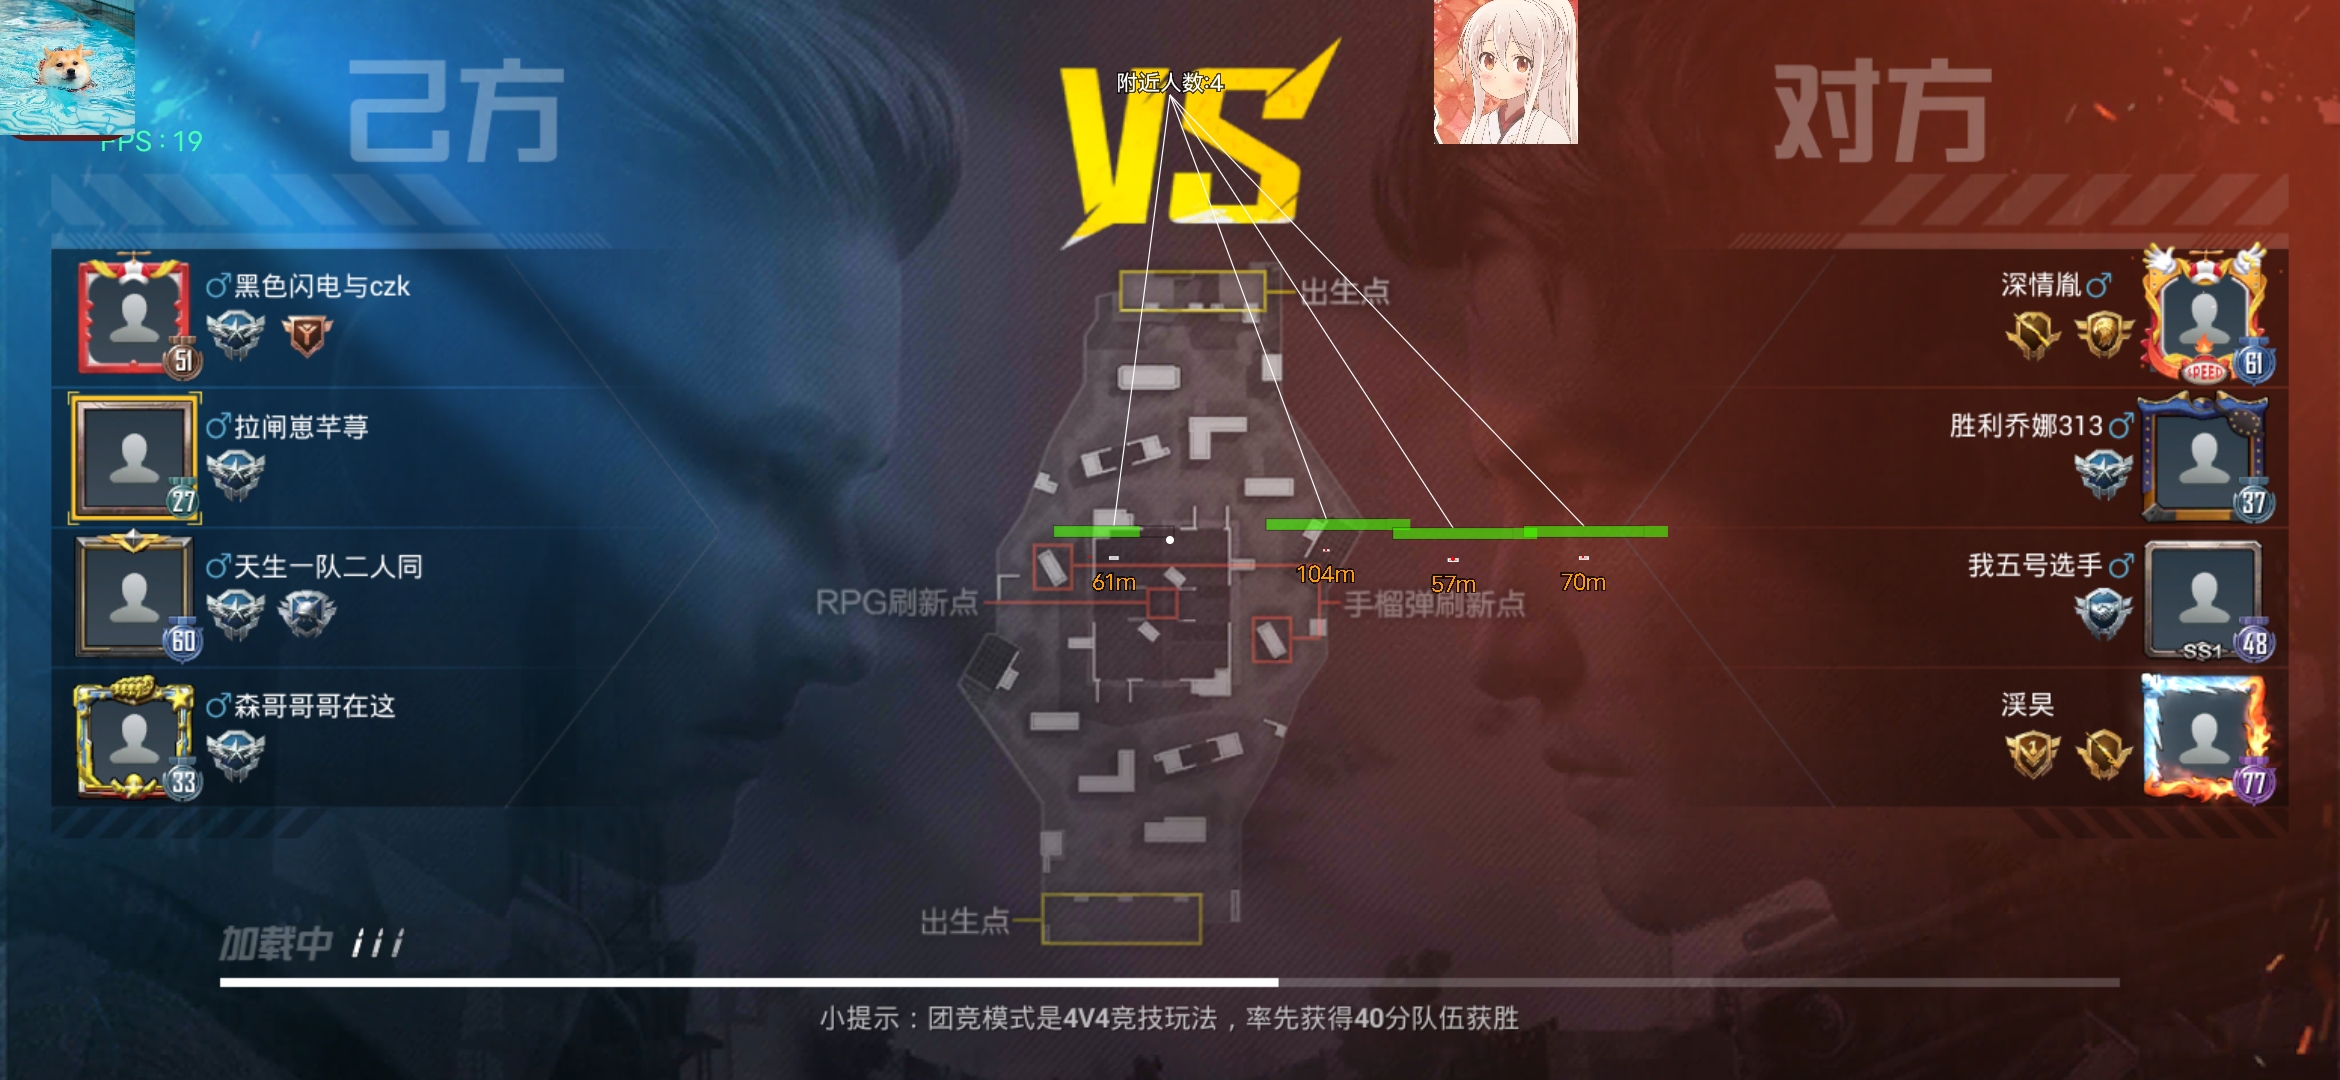 己方
VS
附近人数:4
对方
FPS : 19
黑色闪电与czk
51
拉闸崽芊荨
27
天生一队二人同
60
森哥哥哥在这
33
出生点
RPG刷新点
手榴弹刷新点
61m
104m
57m
70m
出生点
深情胤
SPEED
61
胜利乔娜313
37
我五号选手
SS1
48
溪昊
77
加载中
小提示：团竞模式是4V4竞技玩法，率先获得40分队伍获胜